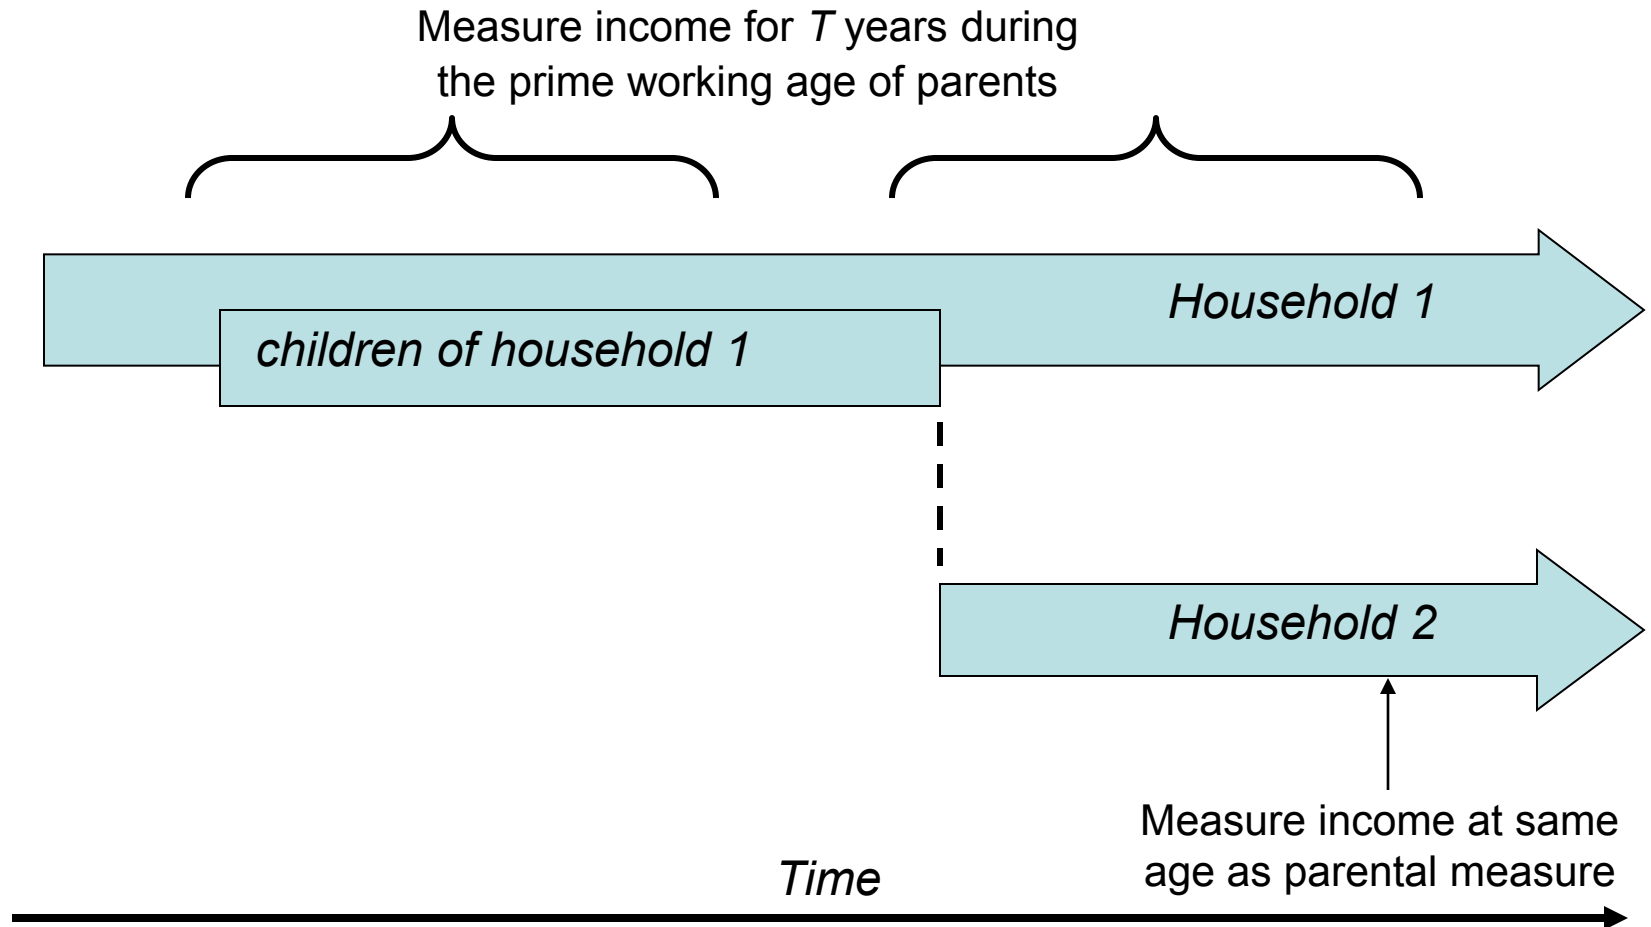 Measure income for T years during
the prime working age of parents
Household 1
children of household 1
Household 2
Measure income at same
age as parental measure
Time